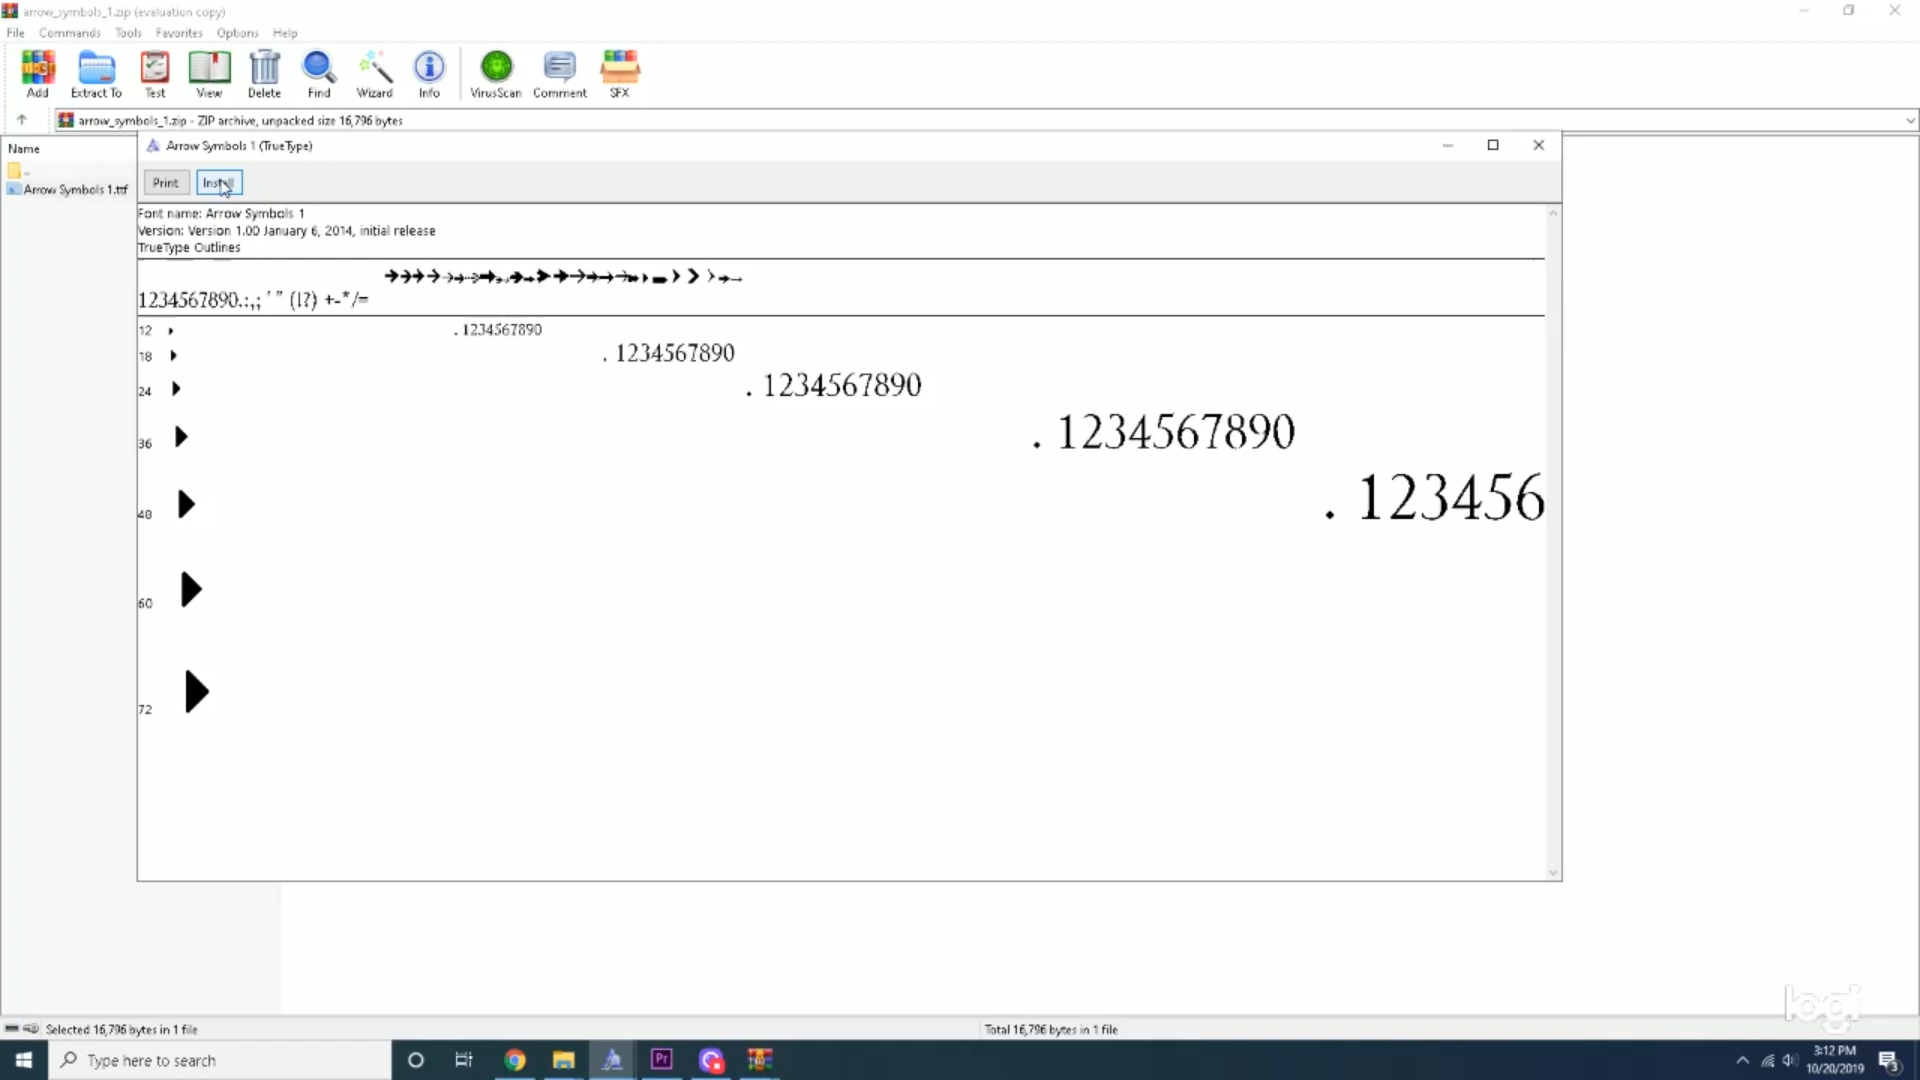 arrow_symbols_1.zip (evaluation copy)
File Commands Tools Favorites Options Help
Add Extract To Test View Delete Find Wizard Info VirusScan Comment SFX
arrow_symbols_1.zip - ZIP archive, unpacked size 16,796 bytes
Name
..
Arrow Symbols 1.ttf
Arrow Symbols 1 (TrueType)
Print Install
Font name: Arrow Symbols 1
Version: Version 1.00 January 6, 2014, initial release
TrueType Outlines
1234567890.:,; ' " (!?) +-*/=
12 . 1234567890
18 . 1234567890
24 . 1234567890
36 . 1234567890
48 . 123456
60
72
logi
Selected 16,796 bytes in 1 file
Total 16,796 bytes in 1 file
Type here to search
Pr
3:12 PM
10/20/2019
3